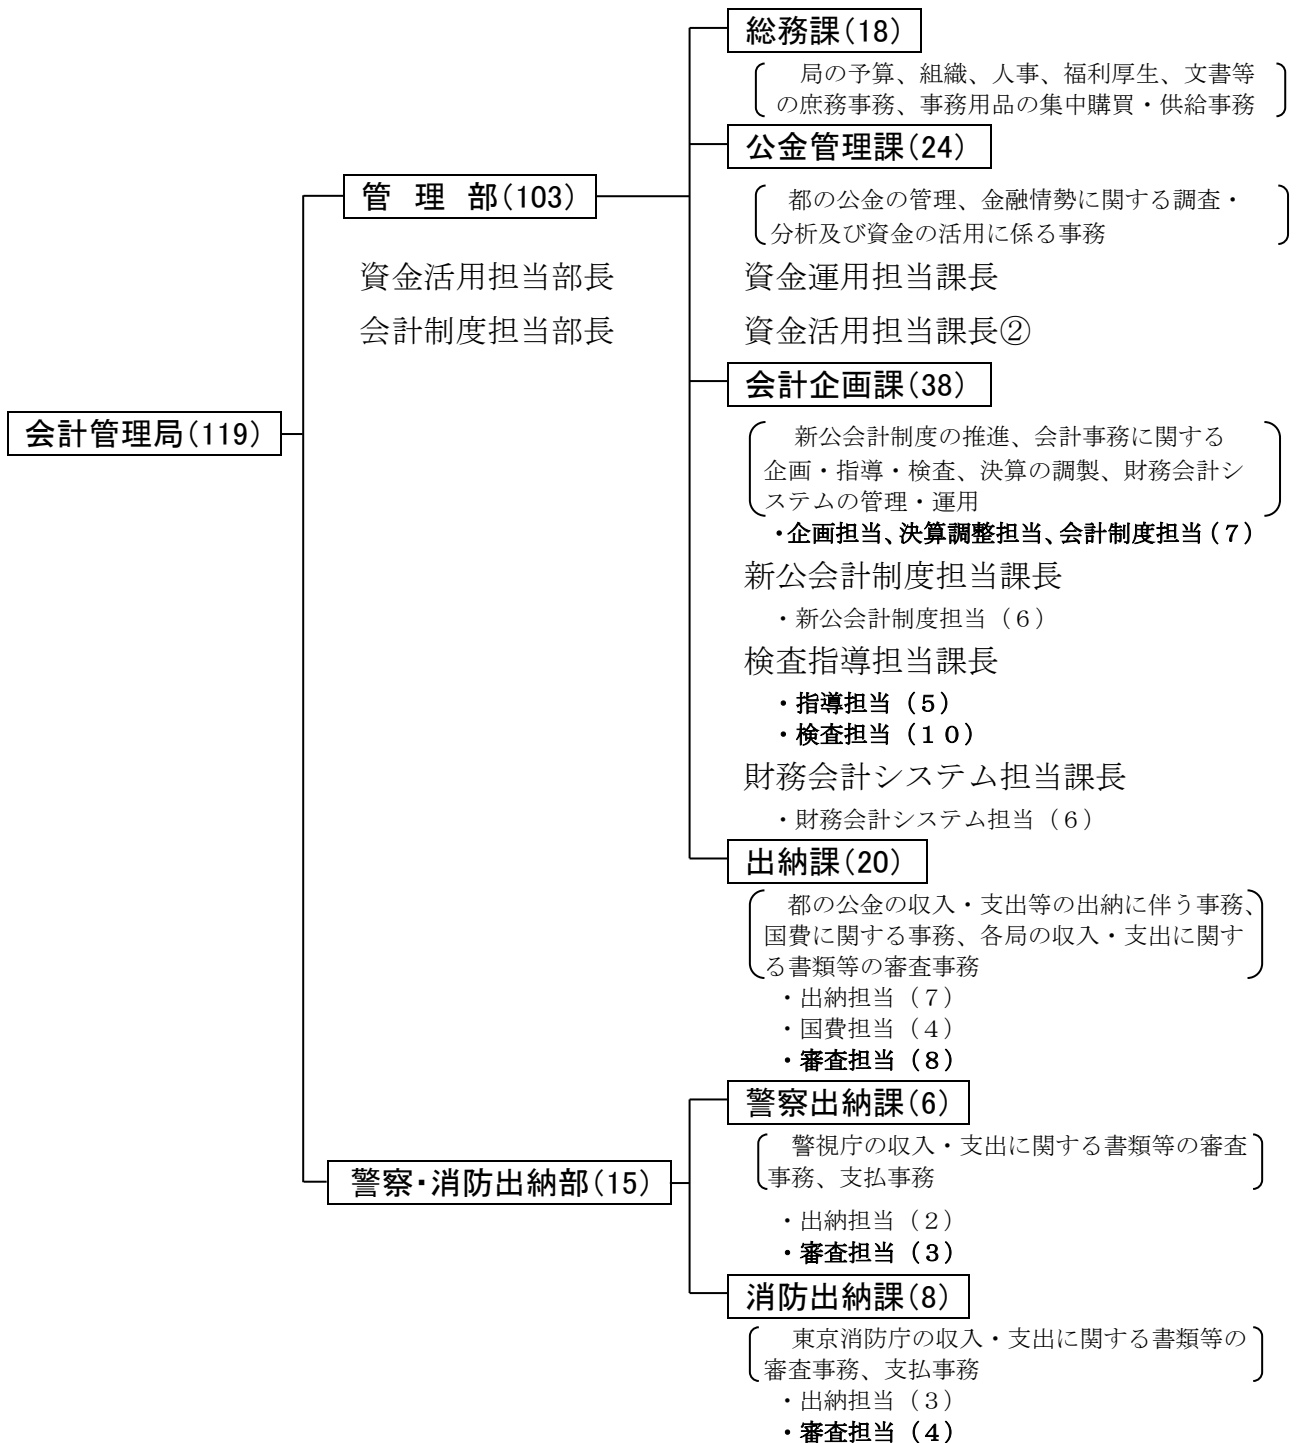 会計管理局(119)
管 理 部(103)
資金活用担当部長
会計制度担当部長
総務課(18)
局の予算、組織、人事、福利厚生、文書等
の庶務事務、事務用品の集中購買・供給事務
公金管理課(24)
都の公金の管理、金融情勢に関する調査・
分析及び資金の活用に係る事務
資金運用担当課長
資金活用担当課長②
会計企画課(38)
新公会計制度の推進、会計事務に関する
企画・指導・検査、決算の調製、財務会計シ
ステムの管理・運用
・企画担当、決算調整担当、会計制度担当(7)
新公会計制度担当課長
・新公会計制度担当(6)
検査指導担当課長
・指導担当(5)
・検査担当(10)
財務会計システム担当課長
・財務会計システム担当(6)
出納課(20)
都の公金の収入・支出等の出納に伴う事務、
国費に関する事務、各局の収入・支出に関す
る書類等の審査事務
・出納担当(7)
・国費担当(4)
・審査担当(8)
警察・消防出納部(15)
警察出納課(6)
警視庁の収入・支出に関する書類等の審査
事務、支払事務
・出納担当(2)
・審査担当(3)
消防出納課(8)
東京消防庁の収入・支出に関する書類等の
審査事務、支払事務
・出納担当(3)
・審査担当(4)